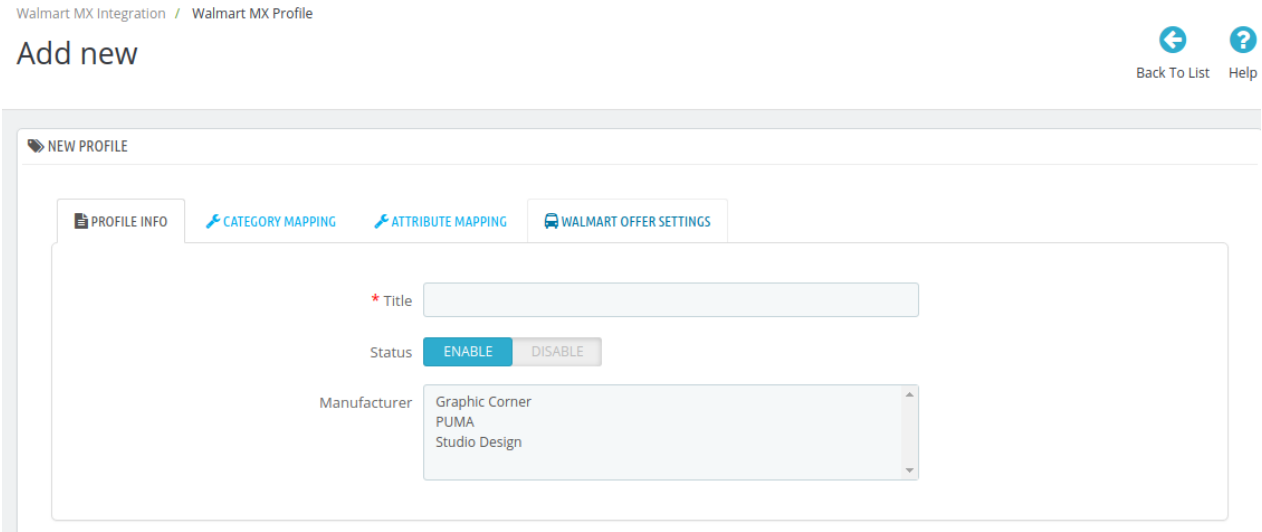 Walmart MX Integration / Walmart MX Profile
Add new
Back To List Help
NEW PROFILE
PROFILE INFO CATEGORY MAPPING ATTRIBUTE MAPPING WALMART OFFER SETTINGS
* Title
Status ENABLE DISABLE
Manufacturer Graphic Corner
PUMA
Studio Design